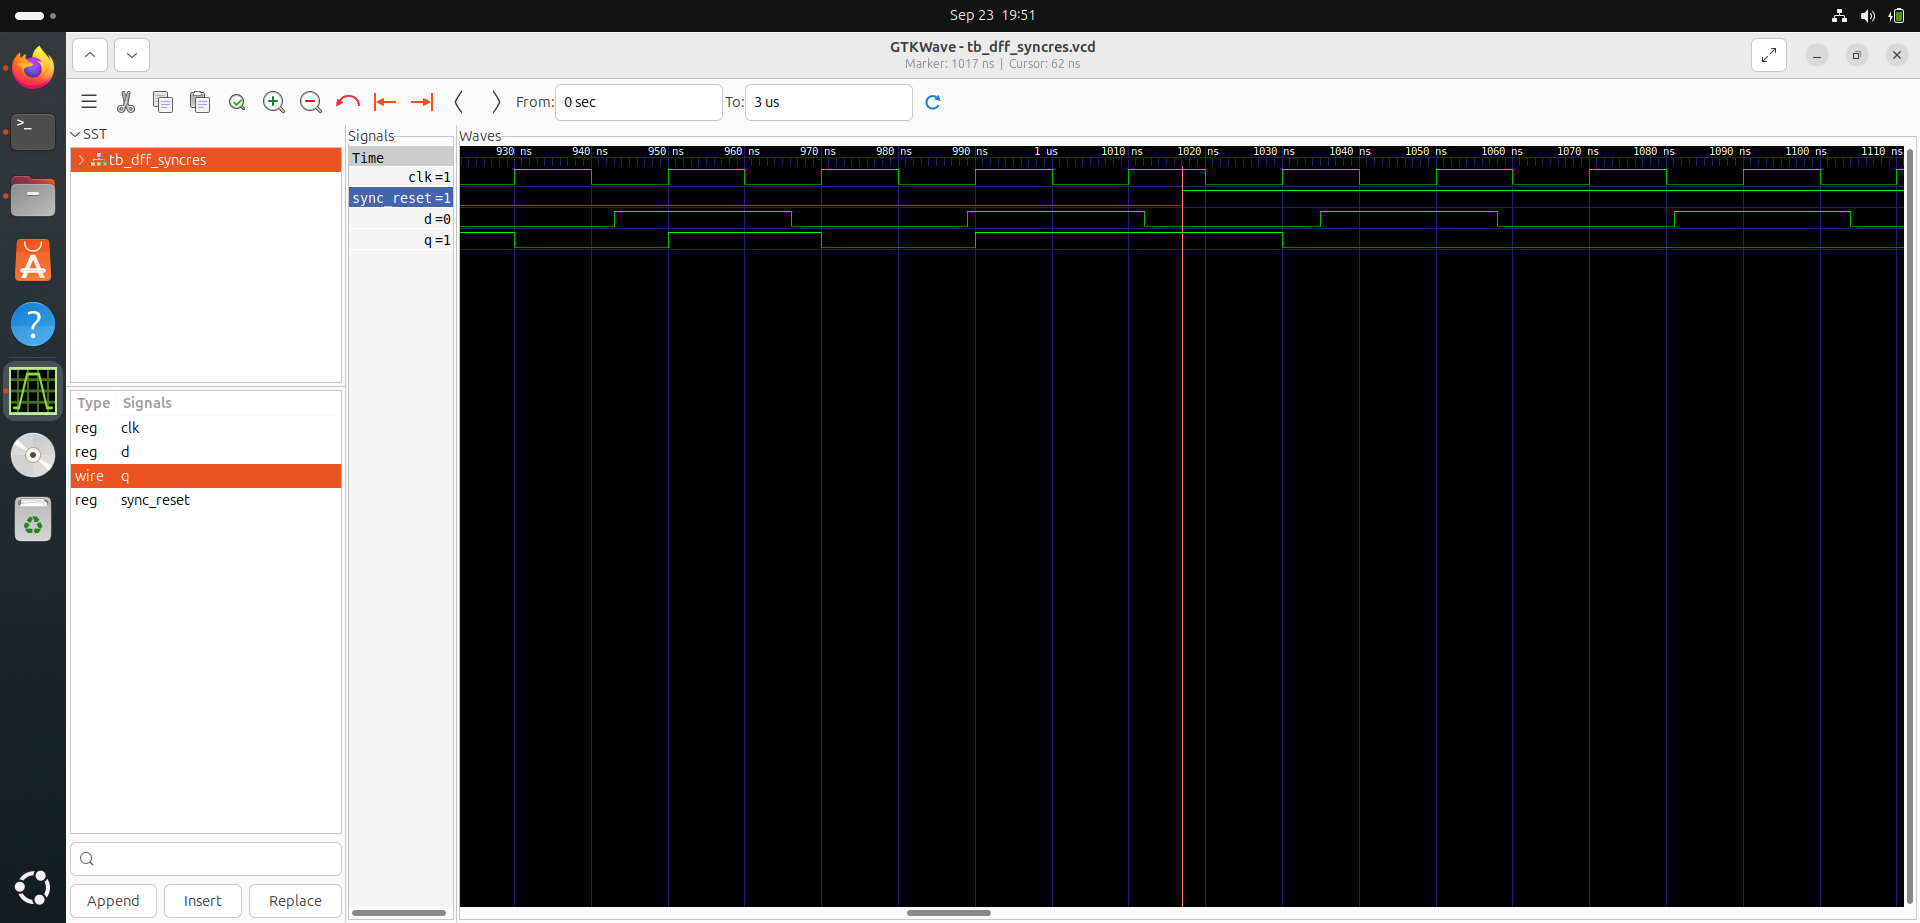 Sep 23 19:51
GTKWave - tb_dff_syncres.vcd
Marker: 1017 ns | Cursor: 62 ns
From: 0 sec To: 3 us
SST
tb_dff_syncres
Type Signals
reg clk
reg d
wire q
reg sync_reset
Append Insert Replace
Signals
Time
clk =1
sync_reset =1
d =0
q =1
Waves
930 ns 940 ns 950 ns 960 ns 970 ns 980 ns 990 ns 1 us 1010 ns 1020 ns 1030 ns 1040 ns 1050 ns 1060 ns 1070 ns 1080 ns 1090 ns 1100 ns 1110 ns